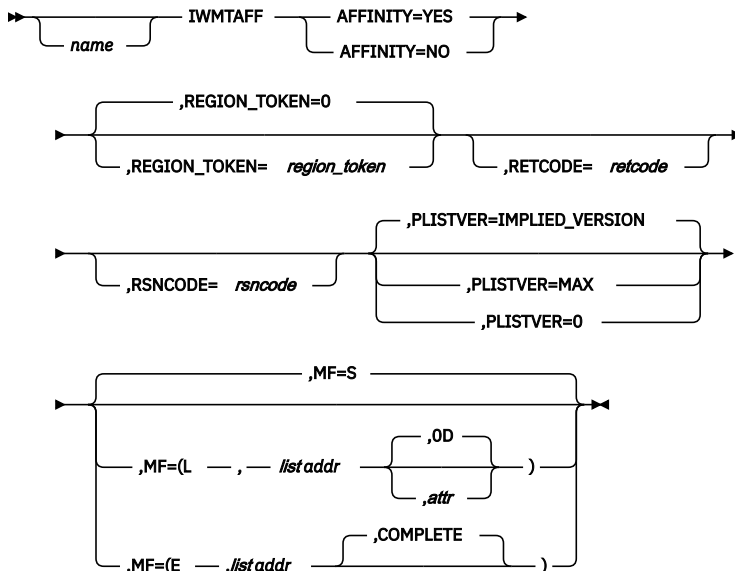 name IWMTAFF AFFINITY=YES
AFFINITY=NO
,REGION_TOKEN=0
,REGION_TOKEN= region_token ,RETCODE= retcode
,PLISTVER=IMPLIED_VERSION
,RSNCODE= rsncode ,PLISTVER=MAX
,PLISTVER=0
,MF=S
,0D
,MF=(L , list addr )
,attr
,COMPLETE
,MF=(E ,list addr )